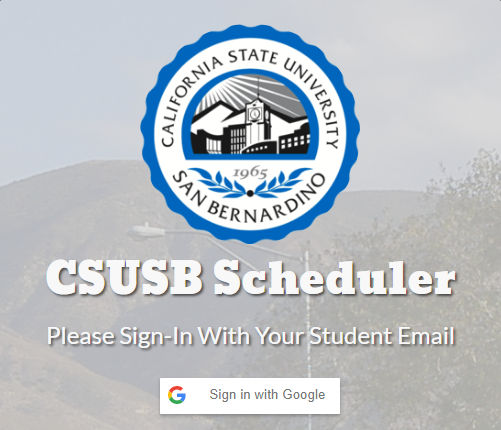 CALIFORNIA STATE UNIVERSITY
1965
SAN BERNARDINO
CSUSB Scheduler
Please Sign-In With Your Student Email
Sign in with Google